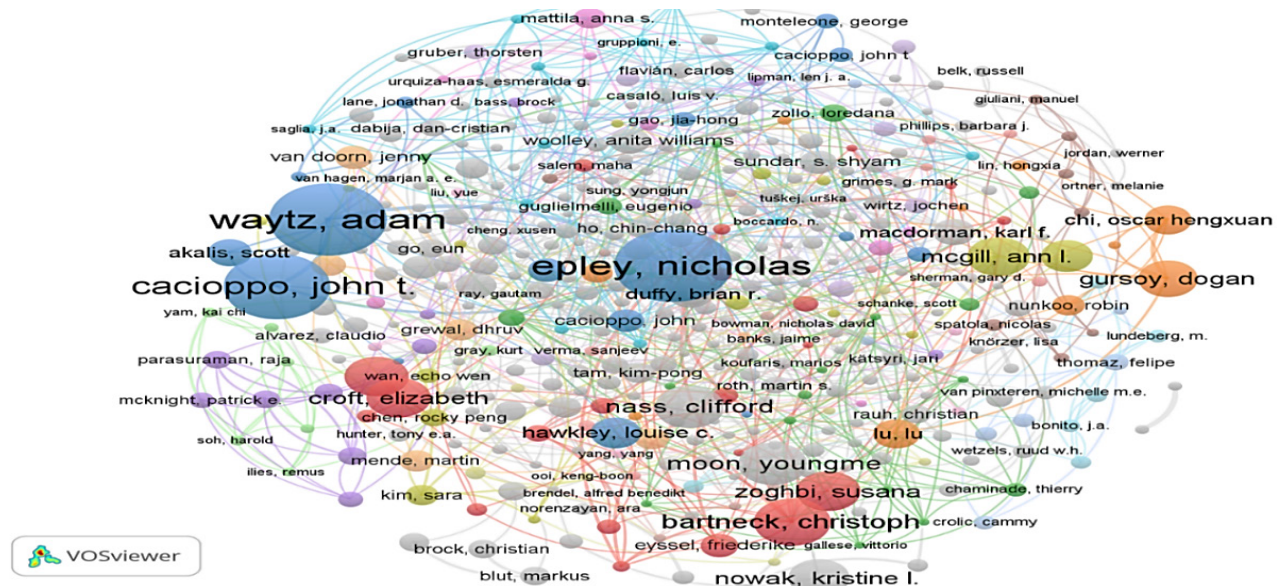 mattila, anna s.
monteleone, george
gruppioni, e.
gruber, thorsten
cacioppo, john t
flavián, carlos
lipman, len j. a.
belk, russell
urquiza-haas, esmeralda g.
casaló, luis v.
lane, jonathan d.
bass, brock
giuliani, manuel
gao, jia-hong
zollo, loredana
saglia, j.a.
dabija, dan-cristian
phillips, barbara j.
woolley, anita williams
van doorn, jenny
salem, maha
sundar, s. shyam
lin, hongxia
jordan, werner
van hagen, marjan a. e.
liu, yue
sung, yongjun
grimes, g. mark
ortner, melanie
guglielmelli, eugenio
tuškej, urška
wirtz, jochen
waytz, adam
chi, oscar hengxuan
cheng, xusen
ho, chin-chang
boccardo, n.
macdorman, karl f.
akalis, scott
go, eun
mcgill, ann l.
epley, nicholas
sherman, gary d.
gursoy, dogan
cacioppo, john t.
ray, gautam
duffy, brian r.
schanke, scott
nunkoo, robin
yam, kai chi
cacioppo, john
bowman, nicholas david
spatola, nicolas
alvarez, claudio
grewal, dhruv
banks, jaime
knörzer, lisa
lundeberg, m.
gray, kurt
verma, sanjeev
koufaris, marios
kätsyri, jari
parasuraman, raja
thomaz, felipe
wan, echo wen
tam, kim-pong
roth, martin s.
mcknight, patrick e.
croft, elizabeth
van pinxteren, michelle m.e.
nass, clifford
chen, rocky peng
rauh, christian
bonito, j.a.
soh, harold
hunter, tony e.a.
hawkley, louise c.
lu, lu
yang, yang
wetzels, ruud w.h.
ilies, remus
mende, martin
moon, youngme
ooi, keng-boon
kim, sara
brendel, alfred benedikt
zoghbi, susana
chaminade, thierry
norenzayan, ara
bartneck, christoph
crolic, cammy
brock, christian
eyssel, friederike
gallese, vittorio
blut, markus
nowak, kristine l.
VOSviewer